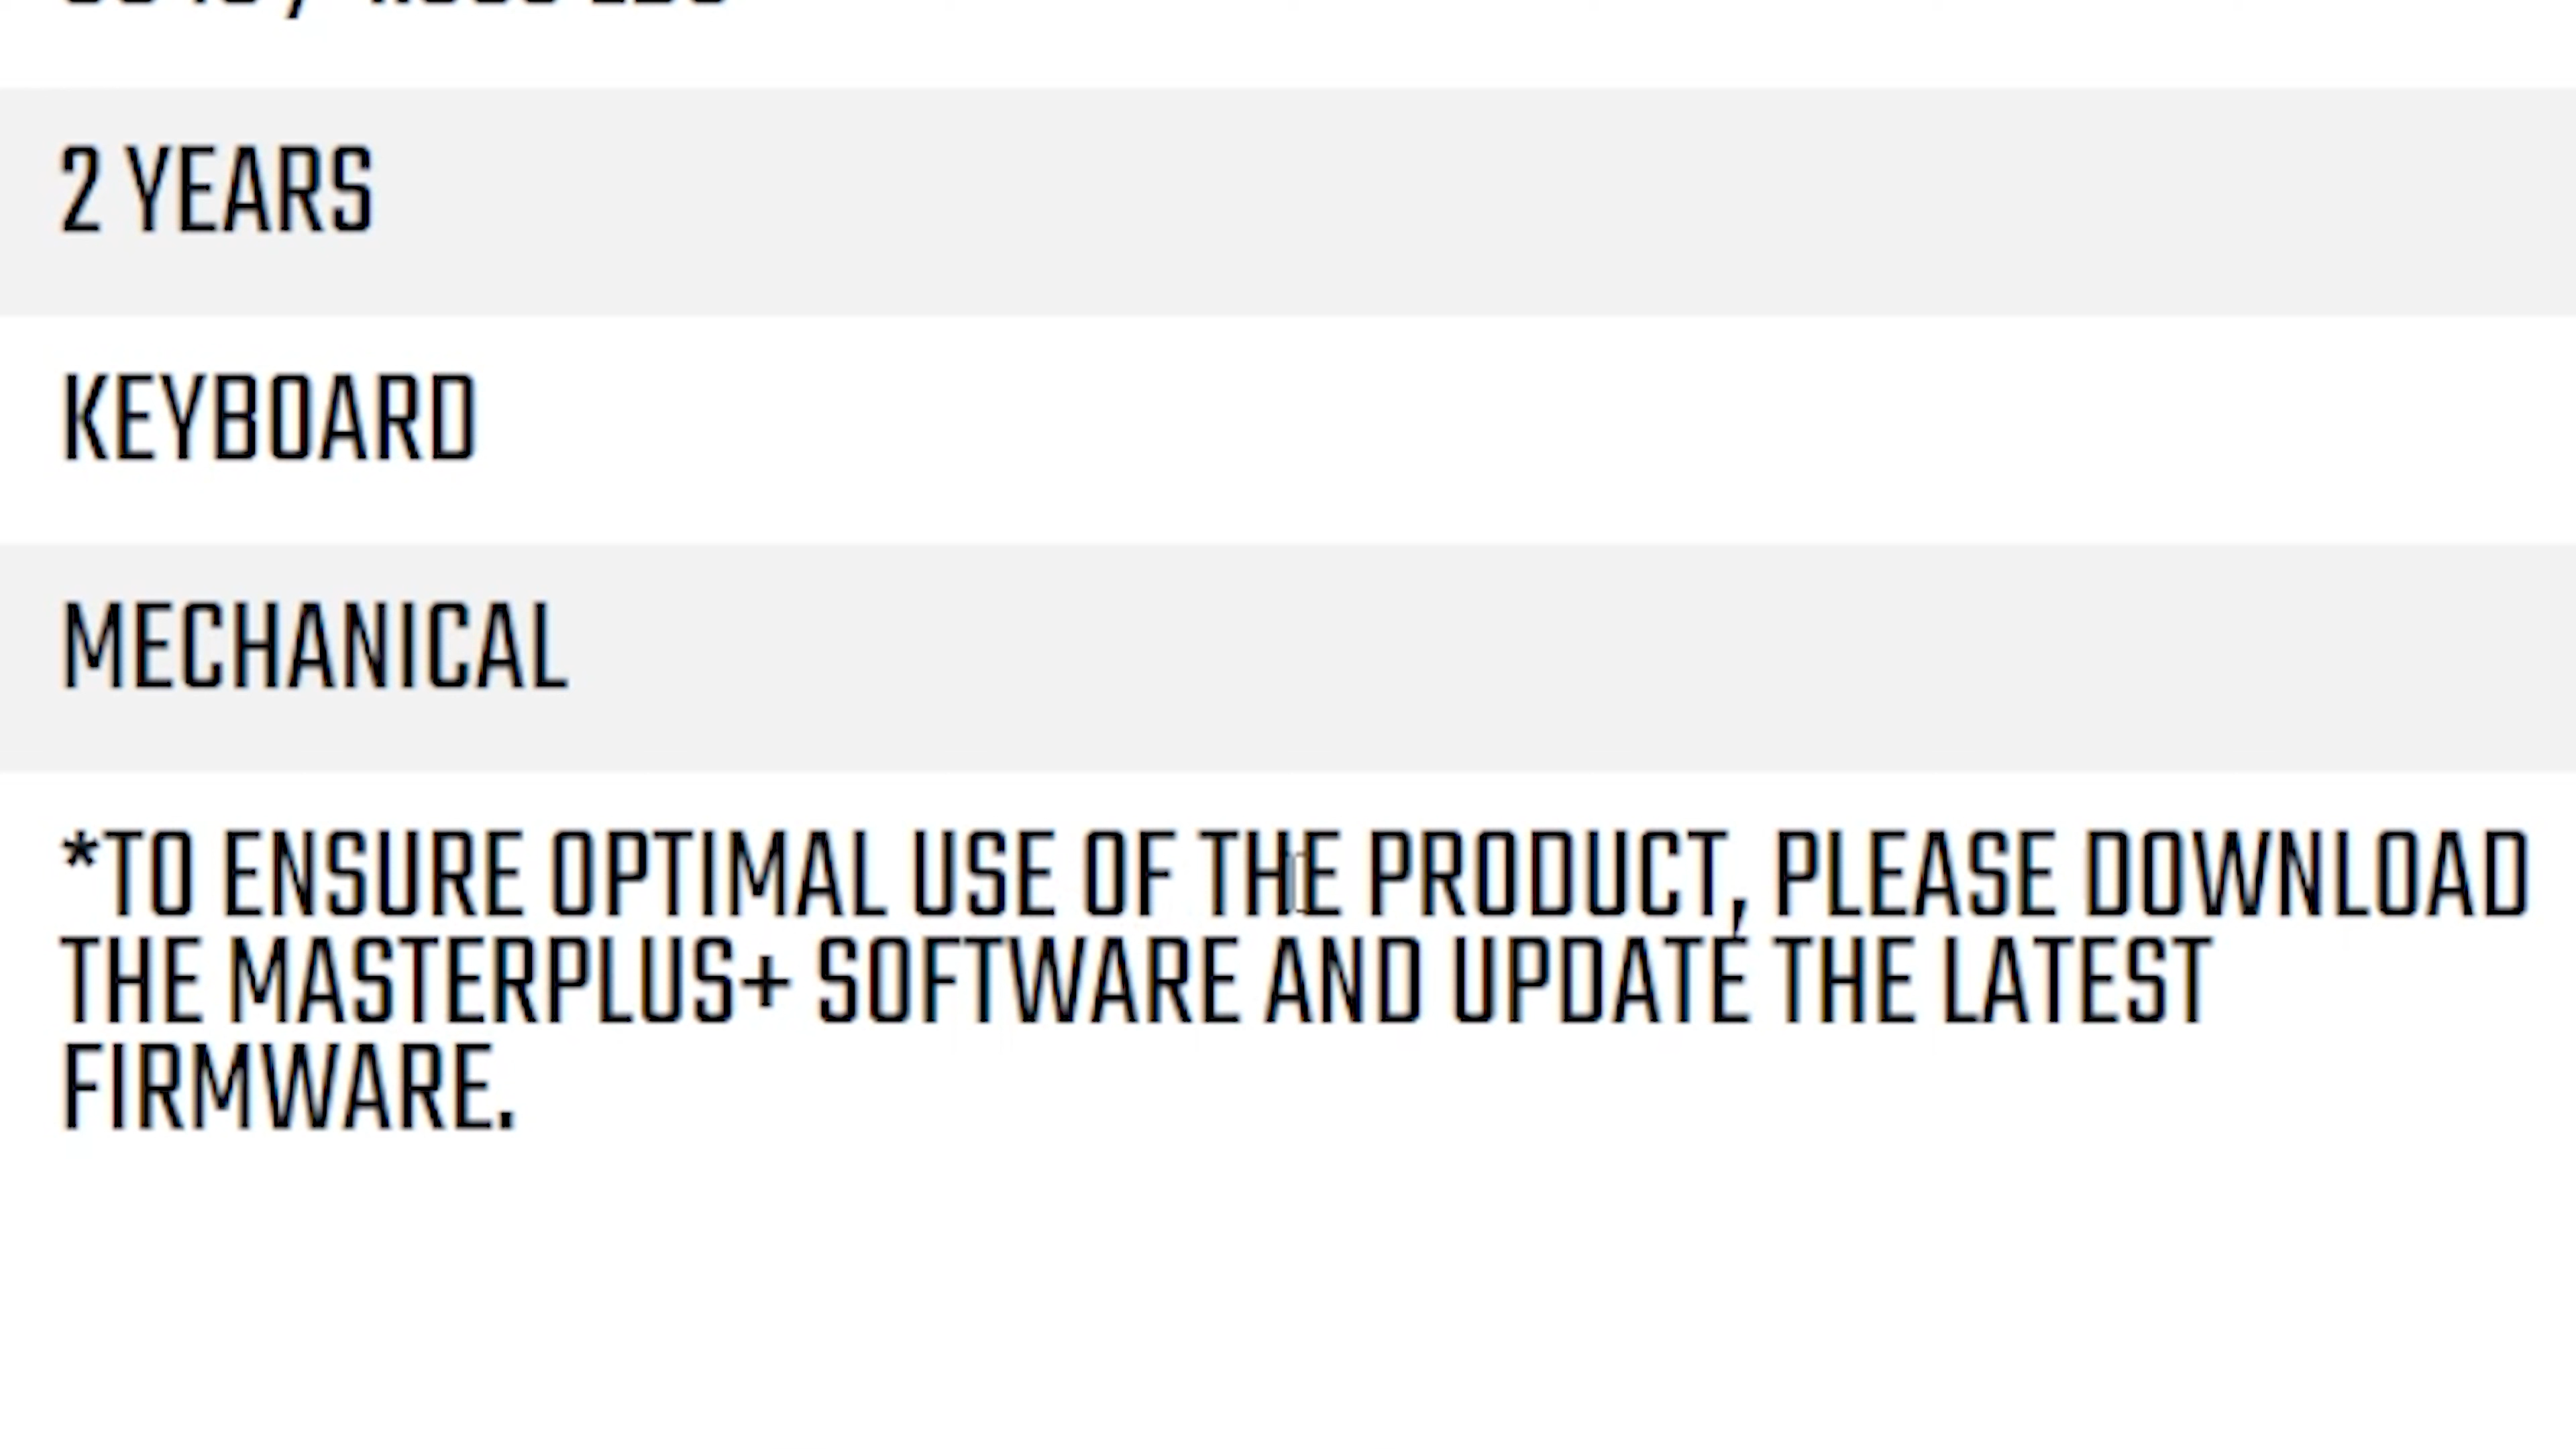 2 YEARS
KEYBOARD
MECHANICAL
*TO ENSURE OPTIMAL USE OF THE PRODUCT, PLEASE DOWNLOAD
THE MASTERPLUS+ SOFTWARE AND UPDATE THE LATEST
FIRMWARE.